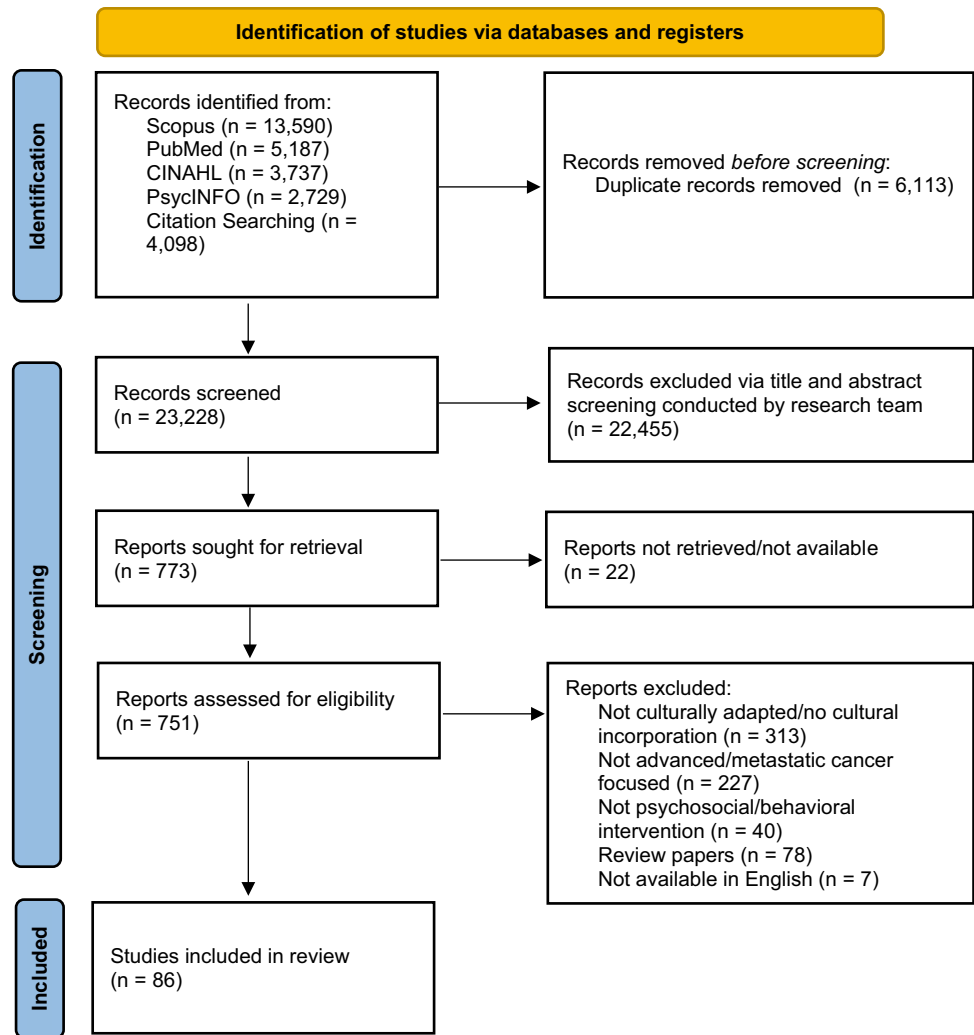 Identification of studies via databases and registers
Identification
Records identified from:
Scopus (n = 13,590)
PubMed (n = 5,187)
CINAHL (n = 3,737)
PsycINFO (n = 2,729)
Citation Searching (n =
4,098)
Records removed before screening:
Duplicate records removed (n = 6,113)
Screening
Records screened
(n = 23,228)
Records excluded via title and abstract
screening conducted by research team
(n = 22,455)
Reports sought for retrieval
(n = 773)
Reports not retrieved/not available
(n = 22)
Reports assessed for eligibility
(n = 751)
Reports excluded:
Not culturally adapted/no cultural
incorporation (n = 313)
Not advanced/metastatic cancer
focused (n = 227)
Not psychosocial/behavioral
intervention (n = 40)
Review papers (n = 78)
Not available in English (n = 7)
Included
Studies included in review
(n = 86)